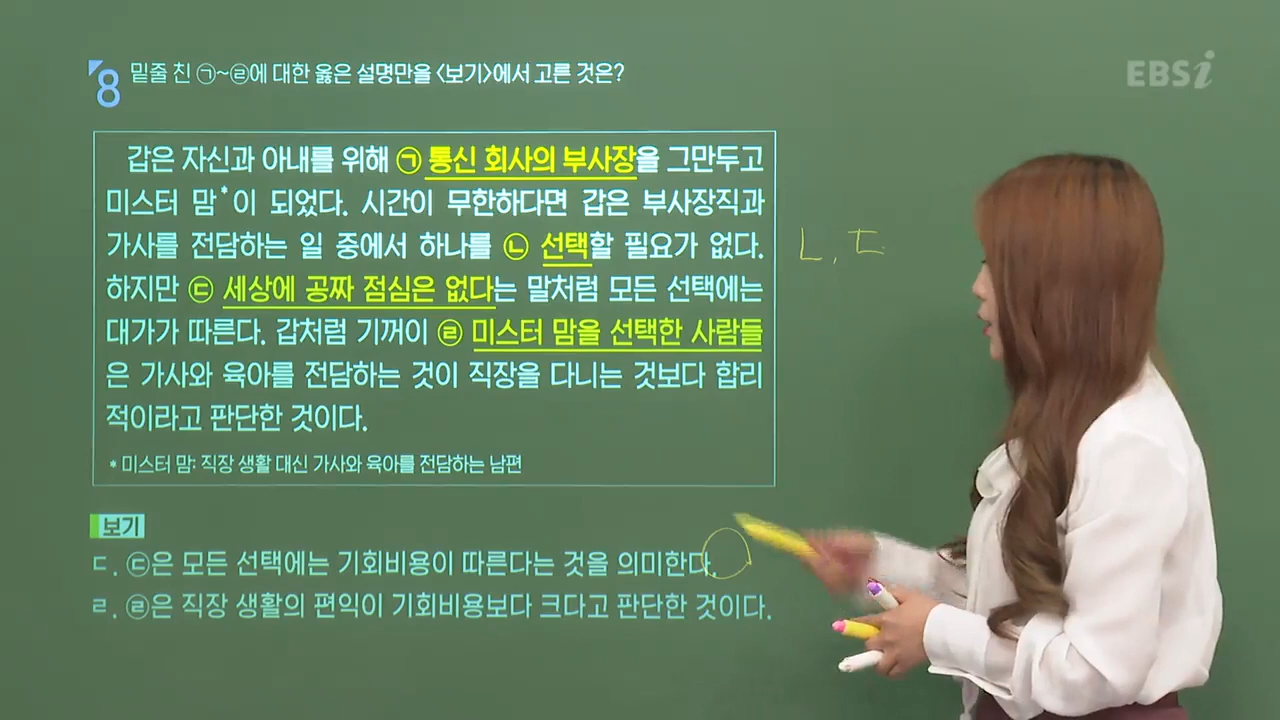 EBSi
8 밑줄 친 ㉠~㉣에 대한 옳은 설명만을 <보기>에서 고른 것은?
갑은 자신과 아내를 위해 ㉠ 통신 회사의 부사장을 그만두고
미스터 맘*이 되었다. 시간이 무한하다면 갑은 부사장직과
가사를 전담하는 일 중에서 하나를 ㉡ 선택할 필요가 없다.
하지만 ㉢ 세상에 공짜 점심은 없다는 말처럼 모든 선택에는
대가가 따른다. 갑처럼 기꺼이 ㉣ 미스터 맘을 선택한 사람들
은 가사와 육아를 전담하는 것이 직장을 다니는 것보다 합리
적이라고 판단한 것이다.
* 미스터 맘: 직장 생활 대신 가사와 육아를 전담하는 남편
ㄴ, ㄷ
보기
ㄷ. ㉢은 모든 선택에는 기회비용이 따른다는 것을 의미한다.
ㄹ. ㉣은 직장 생활의 편익이 기회비용보다 크다고 판단한 것이다.